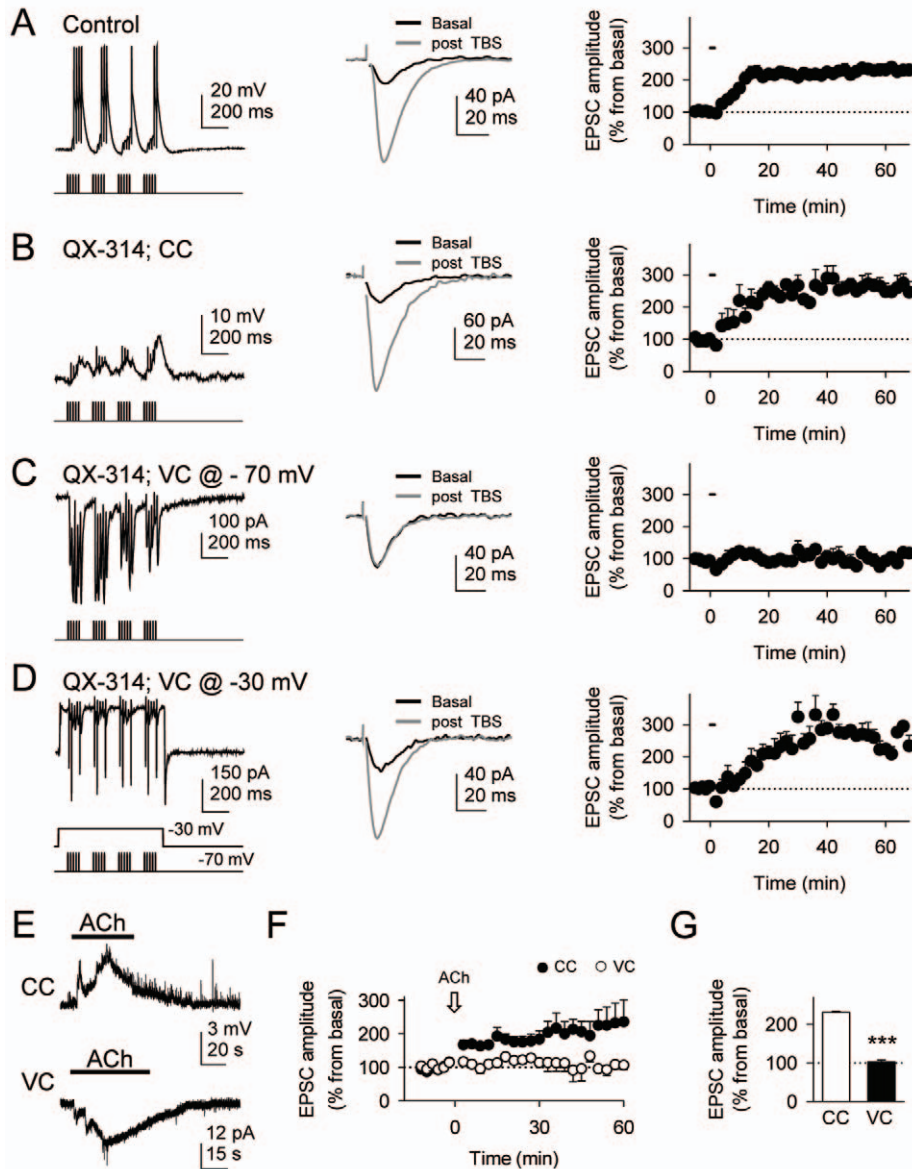 A
Control
20 mV
200 ms
Basal
post TBS
40 pA
20 ms
EPSC amplitude
(% from basal)
300
200
100
0
0 20 40 60
Time (min)
B
QX-314; CC
10 mV
200 ms
Basal
post TBS
60 pA
20 ms
EPSC amplitude
(% from basal)
300
200
100
0
0 20 40 60
Time (min)
C
QX-314; VC @ - 70 mV
100 pA
200 ms
Basal
post TBS
40 pA
20 ms
EPSC amplitude
(% from basal)
300
200
100
0
0 20 40 60
Time (min)
D
QX-314; VC @ -30 mV
150 pA
200 ms
-30 mV
-70 mV
Basal
post TBS
40 pA
20 ms
EPSC amplitude
(% from basal)
300
200
100
0
0 20 40 60
Time (min)
E
ACh
CC
3 mV
20 s
ACh
VC
12 pA
15 s
F
CC VC
ACh
EPSC amplitude
(% from basal)
300
200
100
0
0 30 60
Time (min)
G
EPSC amplitude
(% from basal)
200
100
0
***
CC VC